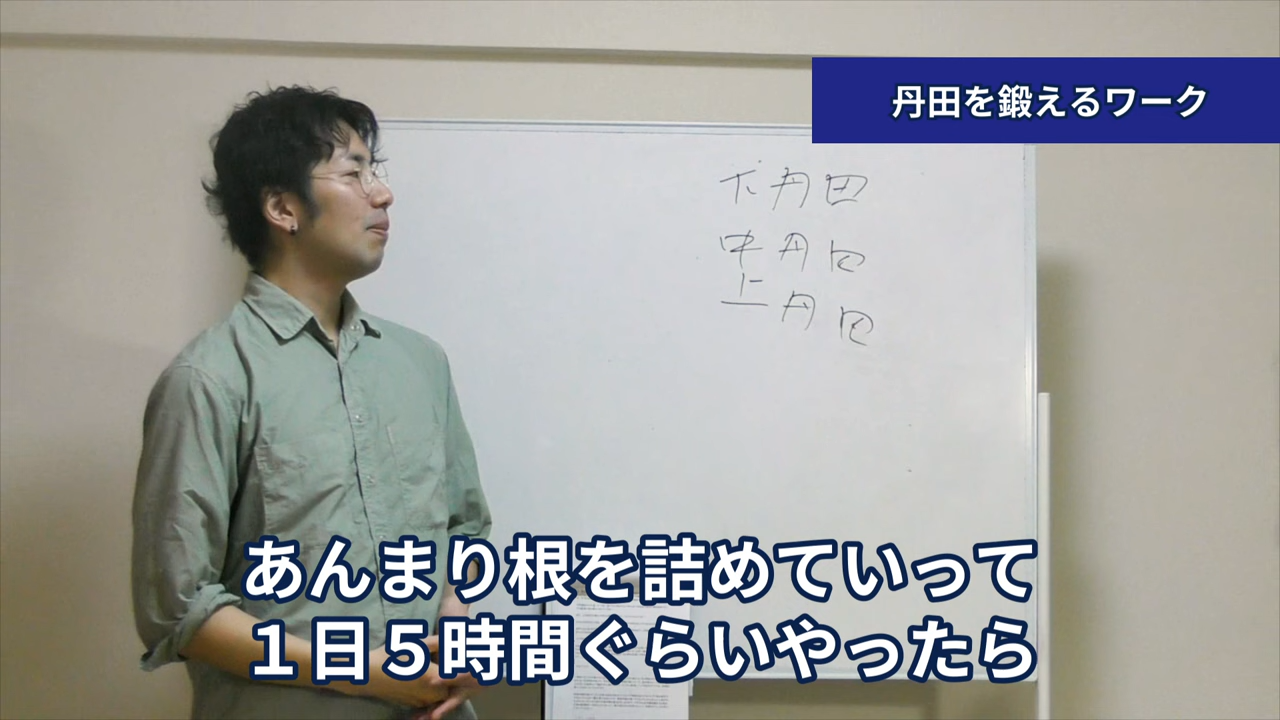 丹田を鍛えるワーク
下丹田
中丹田
上丹田
あんまり根を詰めていって
１日５時間ぐらいやったら